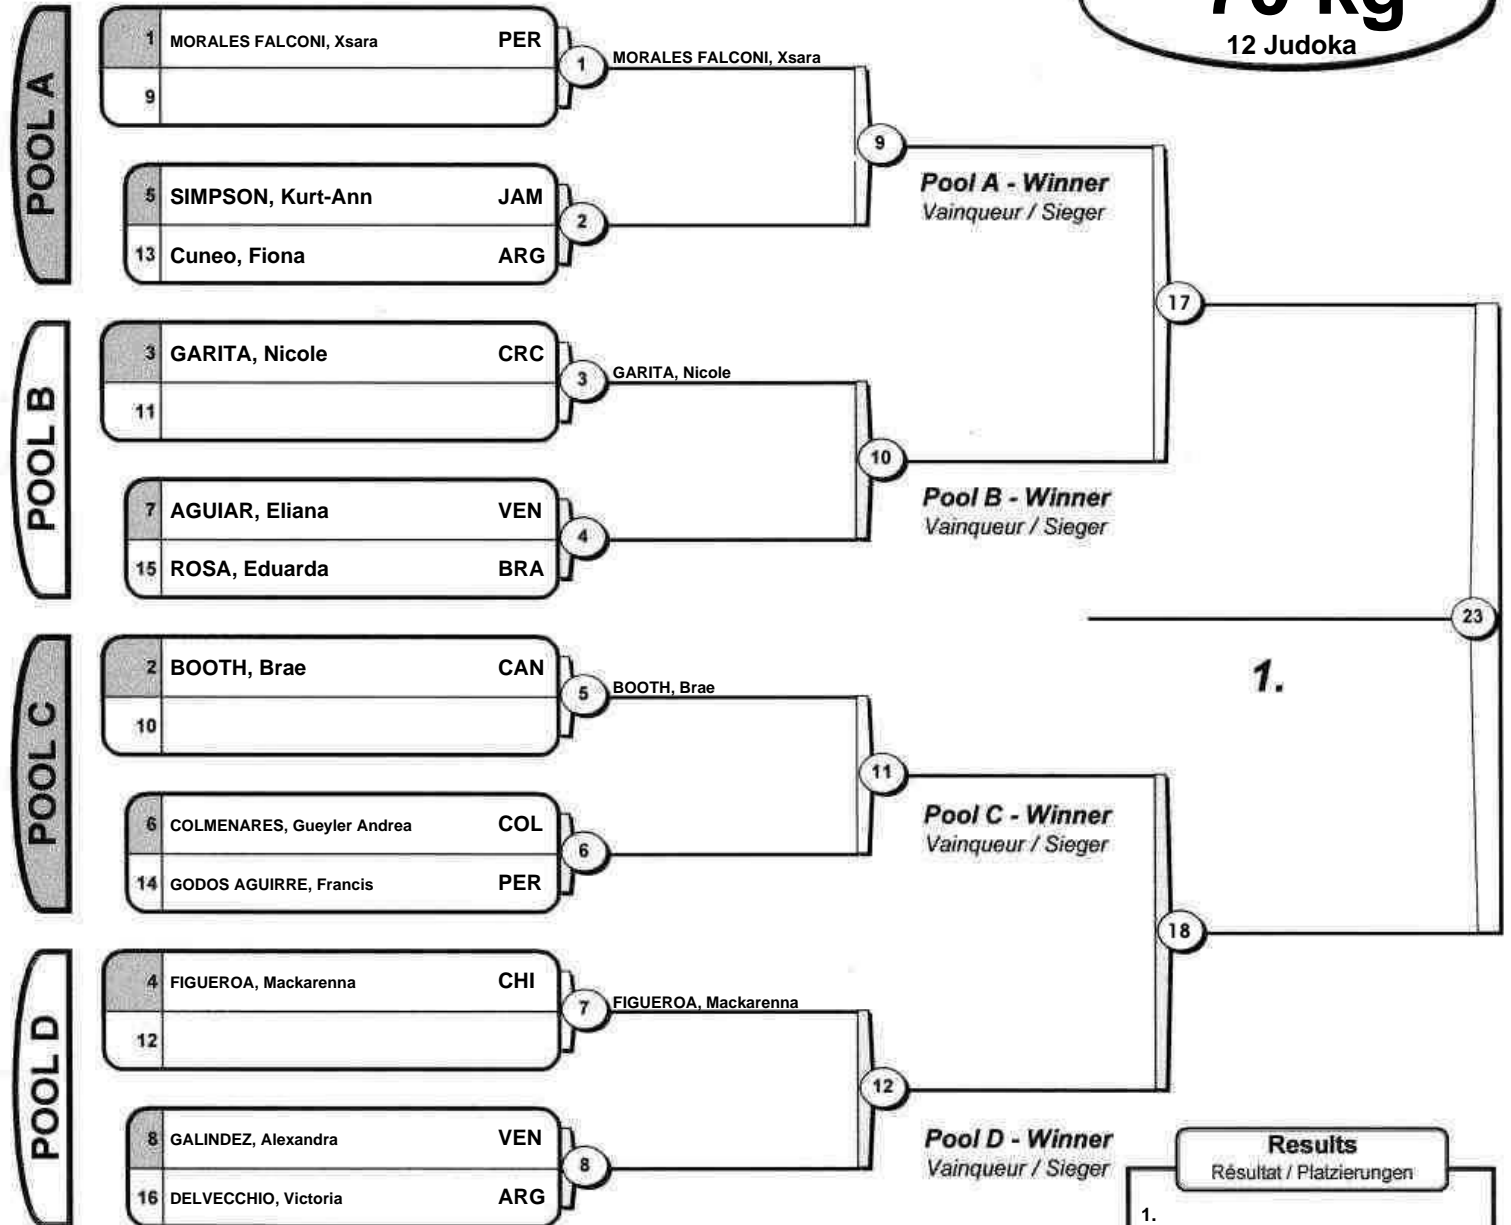 70 kg
12 Judoka
POOL A
1 MORALES FALCONI, Xsara PER
9
1
MORALES FALCONI, Xsara
5 SIMPSON, Kurt-Ann JAM
13 Cuneo, Fiona ARG
2
9
Pool A - Winner
Vainqueur / Sieger
17
POOL B
3 GARITA, Nicole CRC
11
3
GARITA, Nicole
7 AGUIAR, Eliana VEN
15 ROSA, Eduarda BRA
4
10
Pool B - Winner
Vainqueur / Sieger
23
1.
POOL C
2 BOOTH, Brae CAN
10
5
BOOTH, Brae
6 COLMENARES, Gueyler Andrea COL
14 GODOS AGUIRRE, Francis PER
6
11
Pool C - Winner
Vainqueur / Sieger
18
POOL D
4 FIGUEROA, Mackarenna CHI
12
7
FIGUEROA, Mackarenna
8 GALINDEZ, Alexandra VEN
16 DELVECCHIO, Victoria ARG
8
12
Pool D - Winner
Vainqueur / Sieger
Results
Résultat / Platzierungen
1.